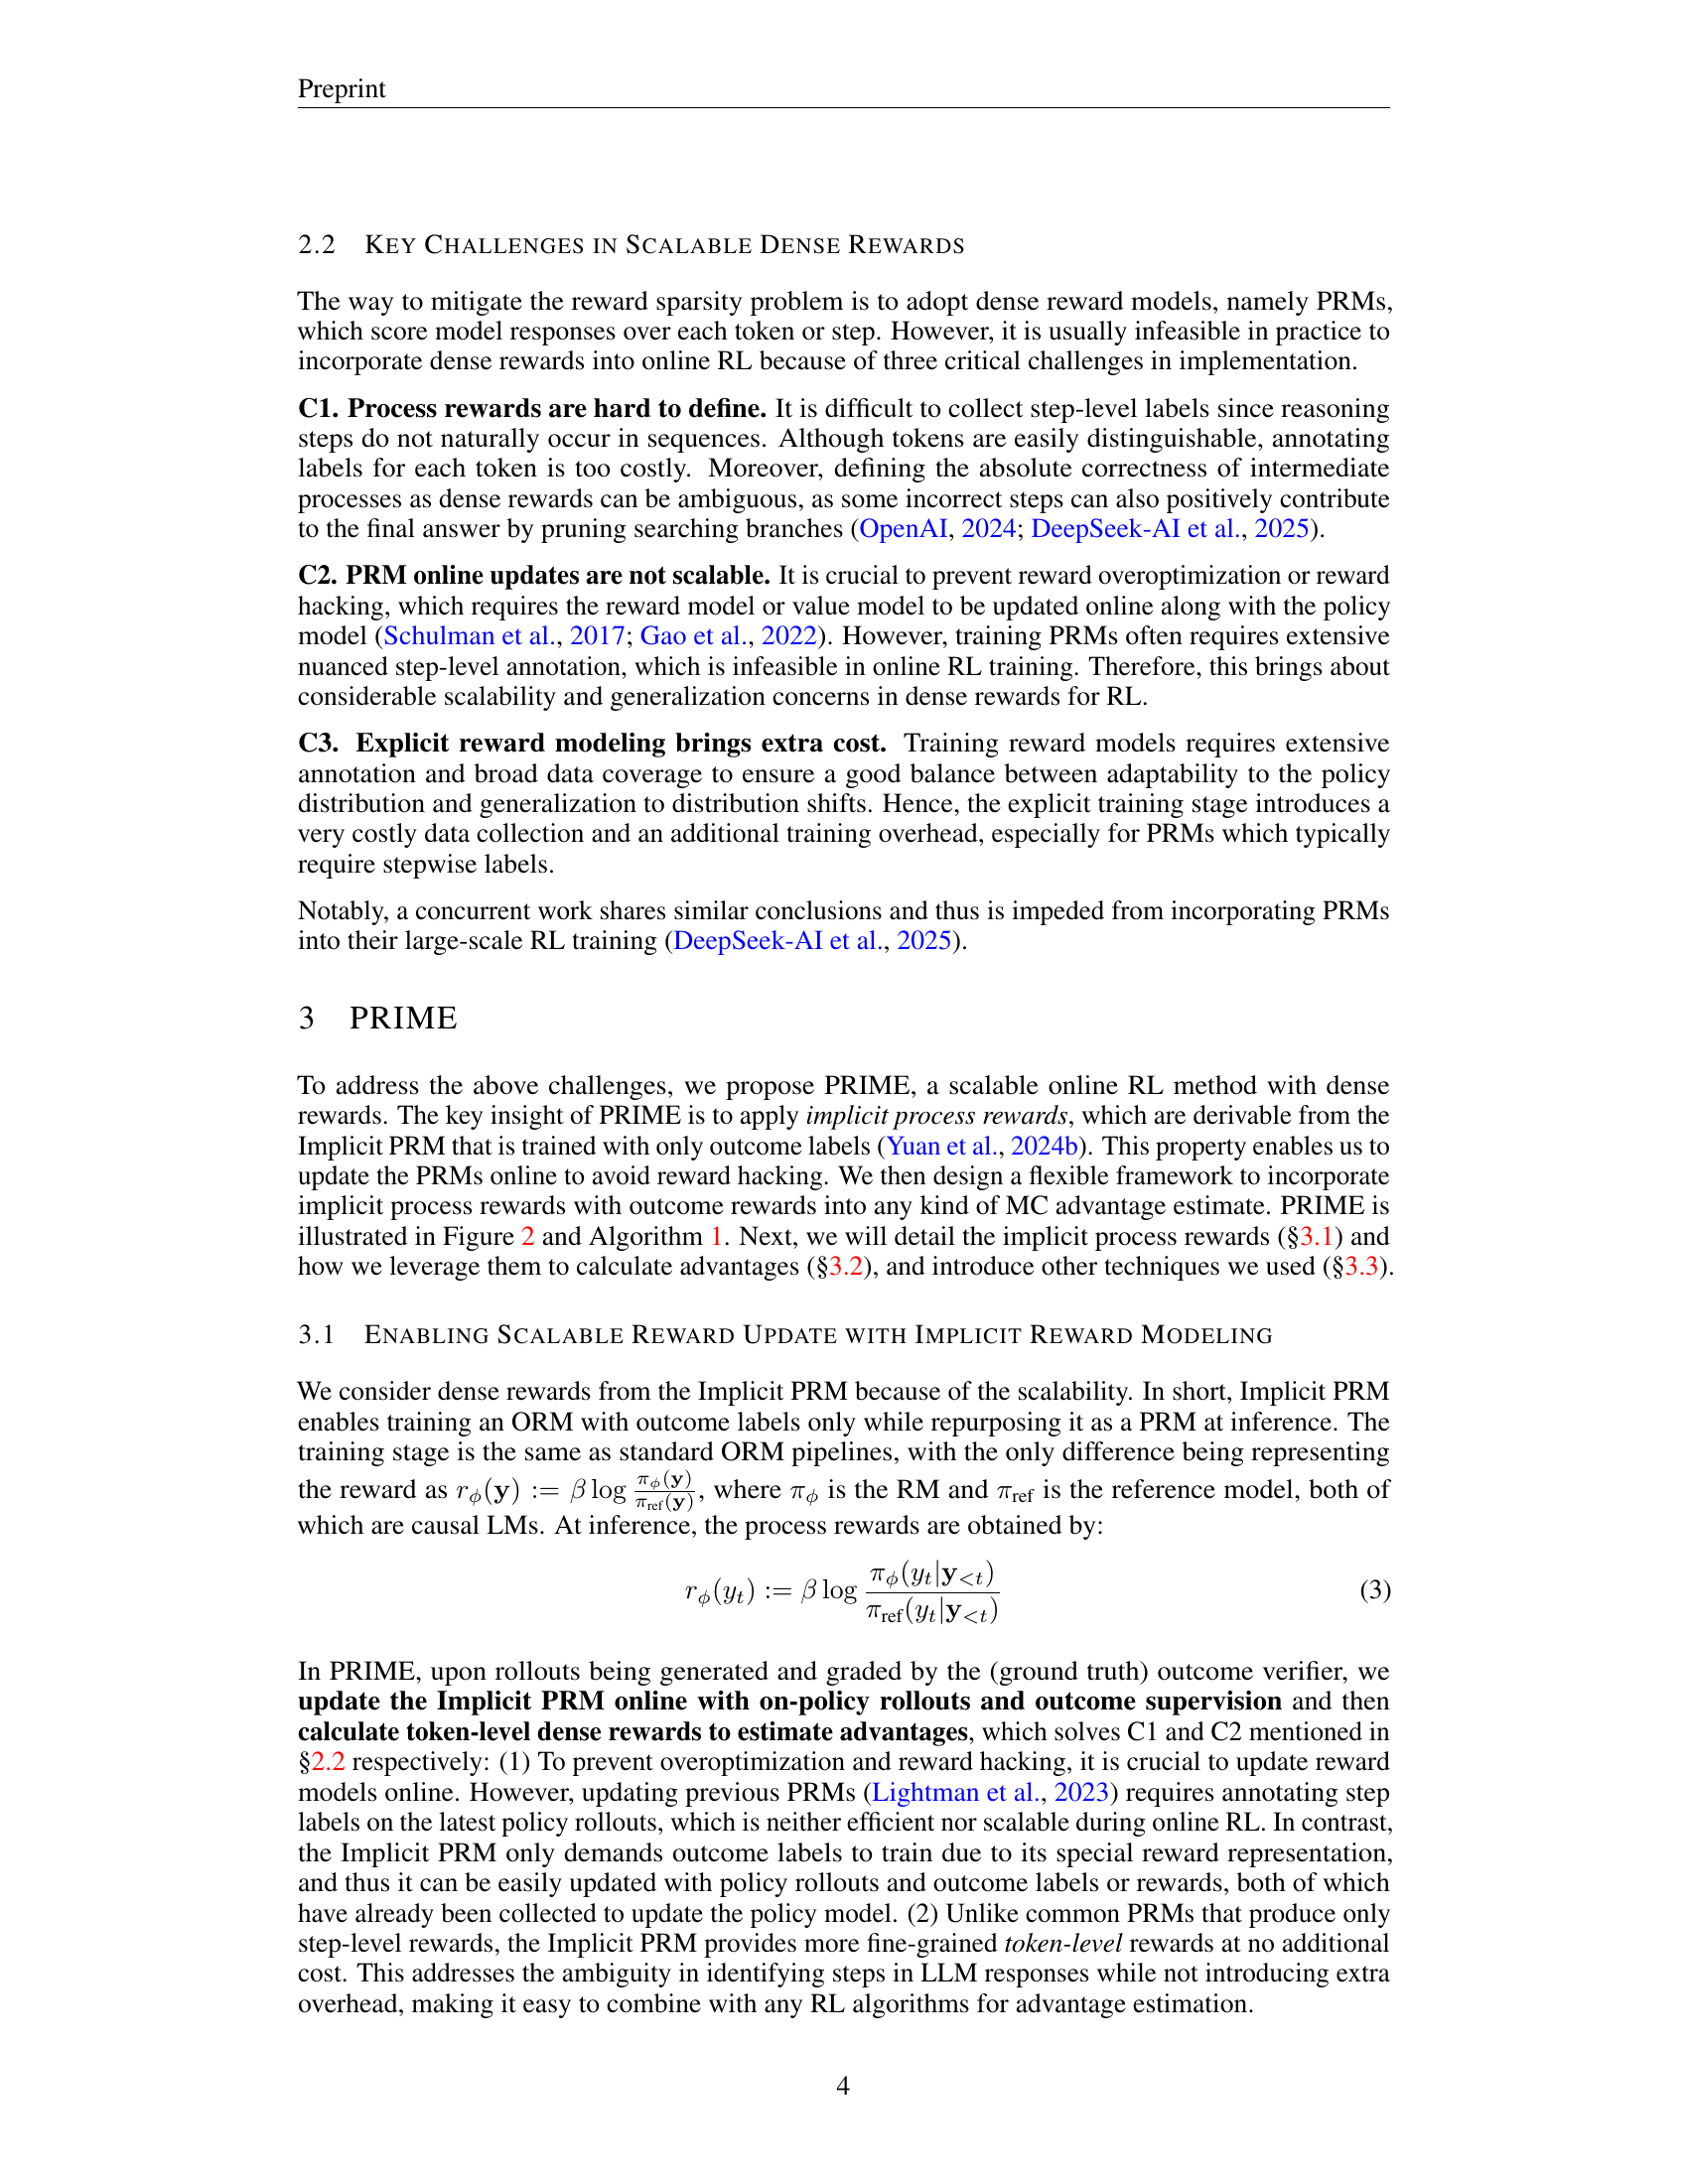 Preprint
2.2 KEY CHALLENGES IN SCALABLE DENSE REWARDS
The way to mitigate the reward sparsity problem is to adopt dense reward models, namely PRMs,
which score model responses over each token or step. However, it is usually infeasible in practice to
incorporate dense rewards into online RL because of three critical challenges in implementation.
C1. Process rewards are hard to define. It is difficult to collect step-level labels since reasoning
steps do not naturally occur in sequences. Although tokens are easily distinguishable, annotating
labels for each token is too costly. Moreover, defining the absolute correctness of intermediate
processes as dense rewards can be ambiguous, as some incorrect steps can also positively contribute
to the final answer by pruning searching branches (OpenAI, 2024; DeepSeek-AI et al., 2025).
C2. PRM online updates are not scalable. It is crucial to prevent reward overoptimization or reward
hacking, which requires the reward model or value model to be updated online along with the policy
model (Schulman et al., 2017; Gao et al., 2022). However, training PRMs often requires extensive
nuanced step-level annotation, which is infeasible in online RL training. Therefore, this brings about
considerable scalability and generalization concerns in dense rewards for RL.
C3. Explicit reward modeling brings extra cost. Training reward models requires extensive
annotation and broad data coverage to ensure a good balance between adaptability to the policy
distribution and generalization to distribution shifts. Hence, the explicit training stage introduces a
very costly data collection and an additional training overhead, especially for PRMs which typically
require stepwise labels.
Notably, a concurrent work shares similar conclusions and thus is impeded from incorporating PRMs
into their large-scale RL training (DeepSeek-AI et al., 2025).
3 PRIME
To address the above challenges, we propose PRIME, a scalable online RL method with dense
rewards. The key insight of PRIME is to apply implicit process rewards, which are derivable from the
Implicit PRM that is trained with only outcome labels (Yuan et al., 2024b). This property enables us to
update the PRMs online to avoid reward hacking. We then design a flexible framework to incorporate
implicit process rewards with outcome rewards into any kind of MC advantage estimate. PRIME is
illustrated in Figure 2 and Algorithm 1. Next, we will detail the implicit process rewards (§3.1) and
how we leverage them to calculate advantages (§3.2), and introduce other techniques we used (§3.3).
3.1 ENABLING SCALABLE REWARD UPDATE WITH IMPLICIT REWARD MODELING
We consider dense rewards from the Implicit PRM because of the scalability. In short, Implicit PRM
enables training an ORM with outcome labels only while repurposing it as a PRM at inference. The
training stage is the same as standard ORM pipelines, with the only difference being representing
the reward as r_ϕ(y) := β log π_ϕ(y)/π_ref(y), where π_ϕ is the RM and π_ref is the reference model, both of
which are causal LMs. At inference, the process rewards are obtained by:
r_ϕ(y_t) := β log π_ϕ(y_t|y_<t)/π_ref(y_t|y_<t) (3)
In PRIME, upon rollouts being generated and graded by the (ground truth) outcome verifier, we
update the Implicit PRM online with on-policy rollouts and outcome supervision and then
calculate token-level dense rewards to estimate advantages, which solves C1 and C2 mentioned in
§2.2 respectively: (1) To prevent overoptimization and reward hacking, it is crucial to update reward
models online. However, updating previous PRMs (Lightman et al., 2023) requires annotating step
labels on the latest policy rollouts, which is neither efficient nor scalable during online RL. In contrast,
the Implicit PRM only demands outcome labels to train due to its special reward representation,
and thus it can be easily updated with policy rollouts and outcome labels or rewards, both of which
have already been collected to update the policy model. (2) Unlike common PRMs that produce only
step-level rewards, the Implicit PRM provides more fine-grained token-level rewards at no additional
cost. This addresses the ambiguity in identifying steps in LLM responses while not introducing extra
overhead, making it easy to combine with any RL algorithms for advantage estimation.
4